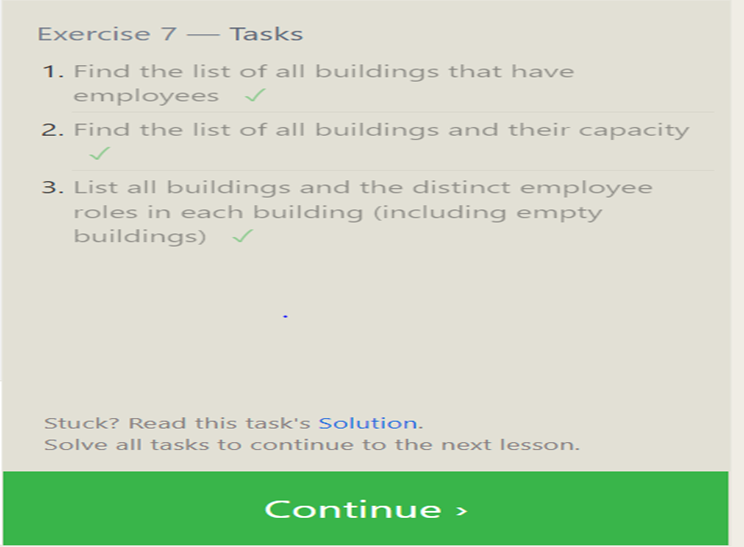 Exercise 7 — Tasks
1. Find the list of all buildings that have
employees ✓
2. Find the list of all buildings and their capacity
✓
3. List all buildings and the distinct employee
roles in each building (including empty
buildings) ✓
Stuck? Read this task's Solution.
Solve all tasks to continue to the next lesson.
Continue ›